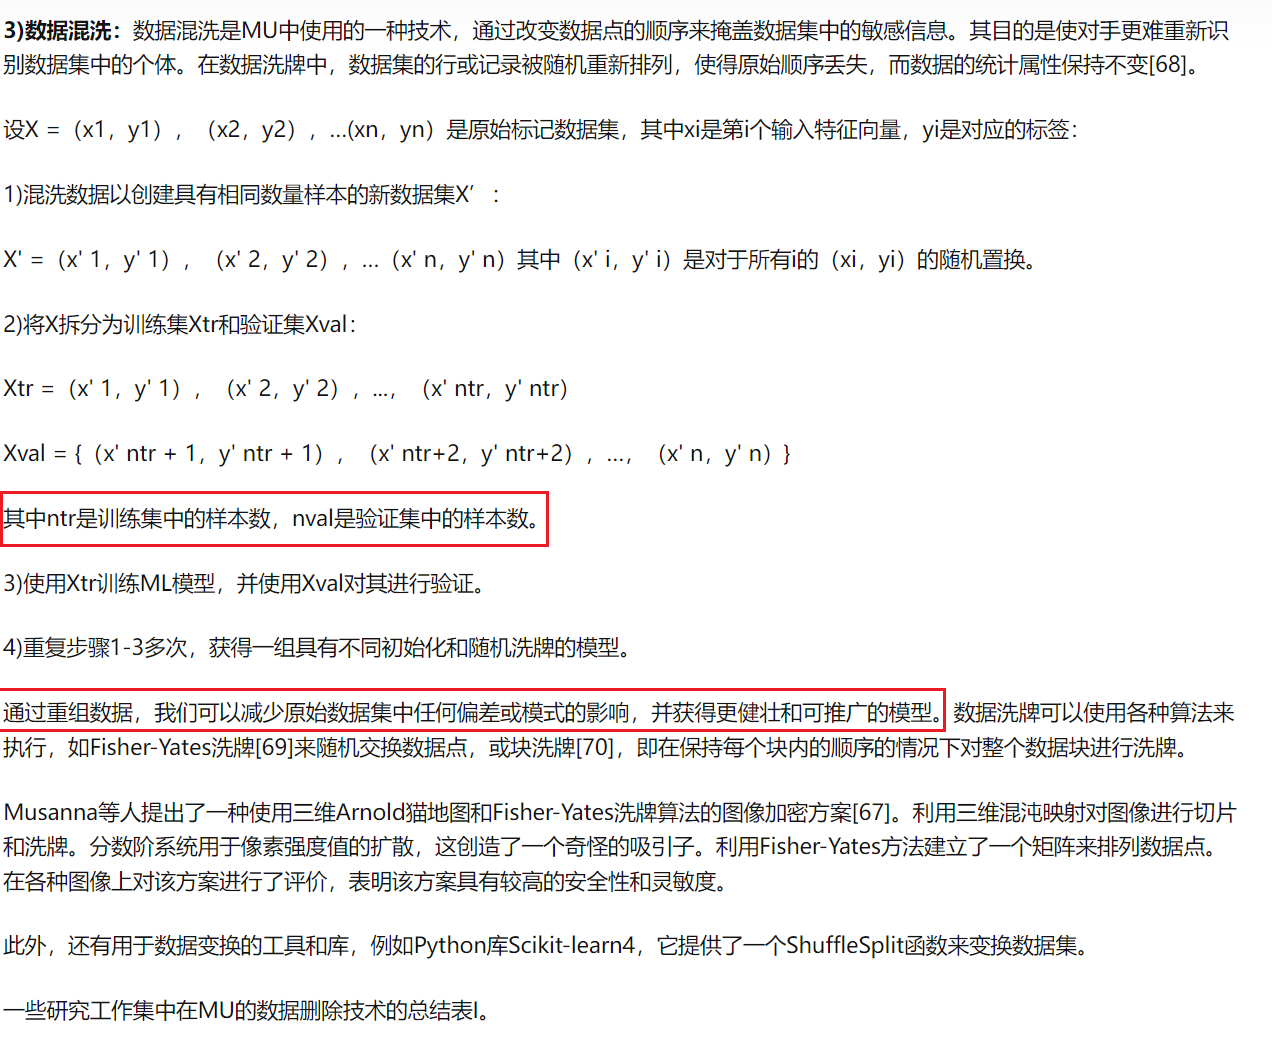 3)数据混洗：数据混洗是MU中使用的一种技术，通过改变数据点的顺序来掩盖数据集中的敏感信息。其目的是使对手更难重新识
别数据集中的个体。在数据洗牌中，数据集的行或记录被随机重新排列，使得原始顺序丢失，而数据的统计属性保持不变[68]。
设X =（x1，y1），（x2，y2），...(xn，yn）是原始标记数据集，其中xi是第i个输入特征向量，yi是对应的标签：
1)混洗数据以创建具有相同数量样本的新数据集X′ ：
X' =（x' 1，y' 1），（x' 2，y' 2），...（x' n，y' n）其中（x' i，y' i）是对于所有i的（xi，yi）的随机置换。
2)将X拆分为训练集Xtr和验证集Xval：
Xtr =（x' 1，y' 1），（x' 2，y' 2），...，（x' ntr，y' ntr）
Xval = {（x' ntr + 1，y' ntr + 1），（x' ntr+2，y' ntr+2），...，（x' n，y' n）}
其中ntr是训练集中的样本数，nval是验证集中的样本数。
3)使用Xtr训练ML模型，并使用Xval对其进行验证。
4)重复步骤1-3多次，获得一组具有不同初始化和随机洗牌的模型。
通过重组数据，我们可以减少原始数据集中任何偏差或模式的影响，并获得更健壮和可推广的模型。数据洗牌可以使用各种算法来
执行，如Fisher-Yates洗牌[69]来随机交换数据点，或块洗牌[70]，即在保持每个块内的顺序的情况下对整个数据块进行洗牌。
Musanna等人提出了一种使用三维Arnold猫地图和Fisher-Yates洗牌算法的图像加密方案[67]。利用三维混沌映射对图像进行切片
和洗牌。分数阶系统用于像素强度值的扩散，这创造了一个奇怪的吸引子。利用Fisher-Yates方法建立了一个矩阵来排列数据点。
在各种图像上对该方案进行了评价，表明该方案具有较高的安全性和灵敏度。
此外，还有用于数据变换的工具和库，例如Python库Scikit-learn4，它提供了一个ShuffleSplit函数来变换数据集。
一些研究工作集中在MU的数据删除技术的总结表I。